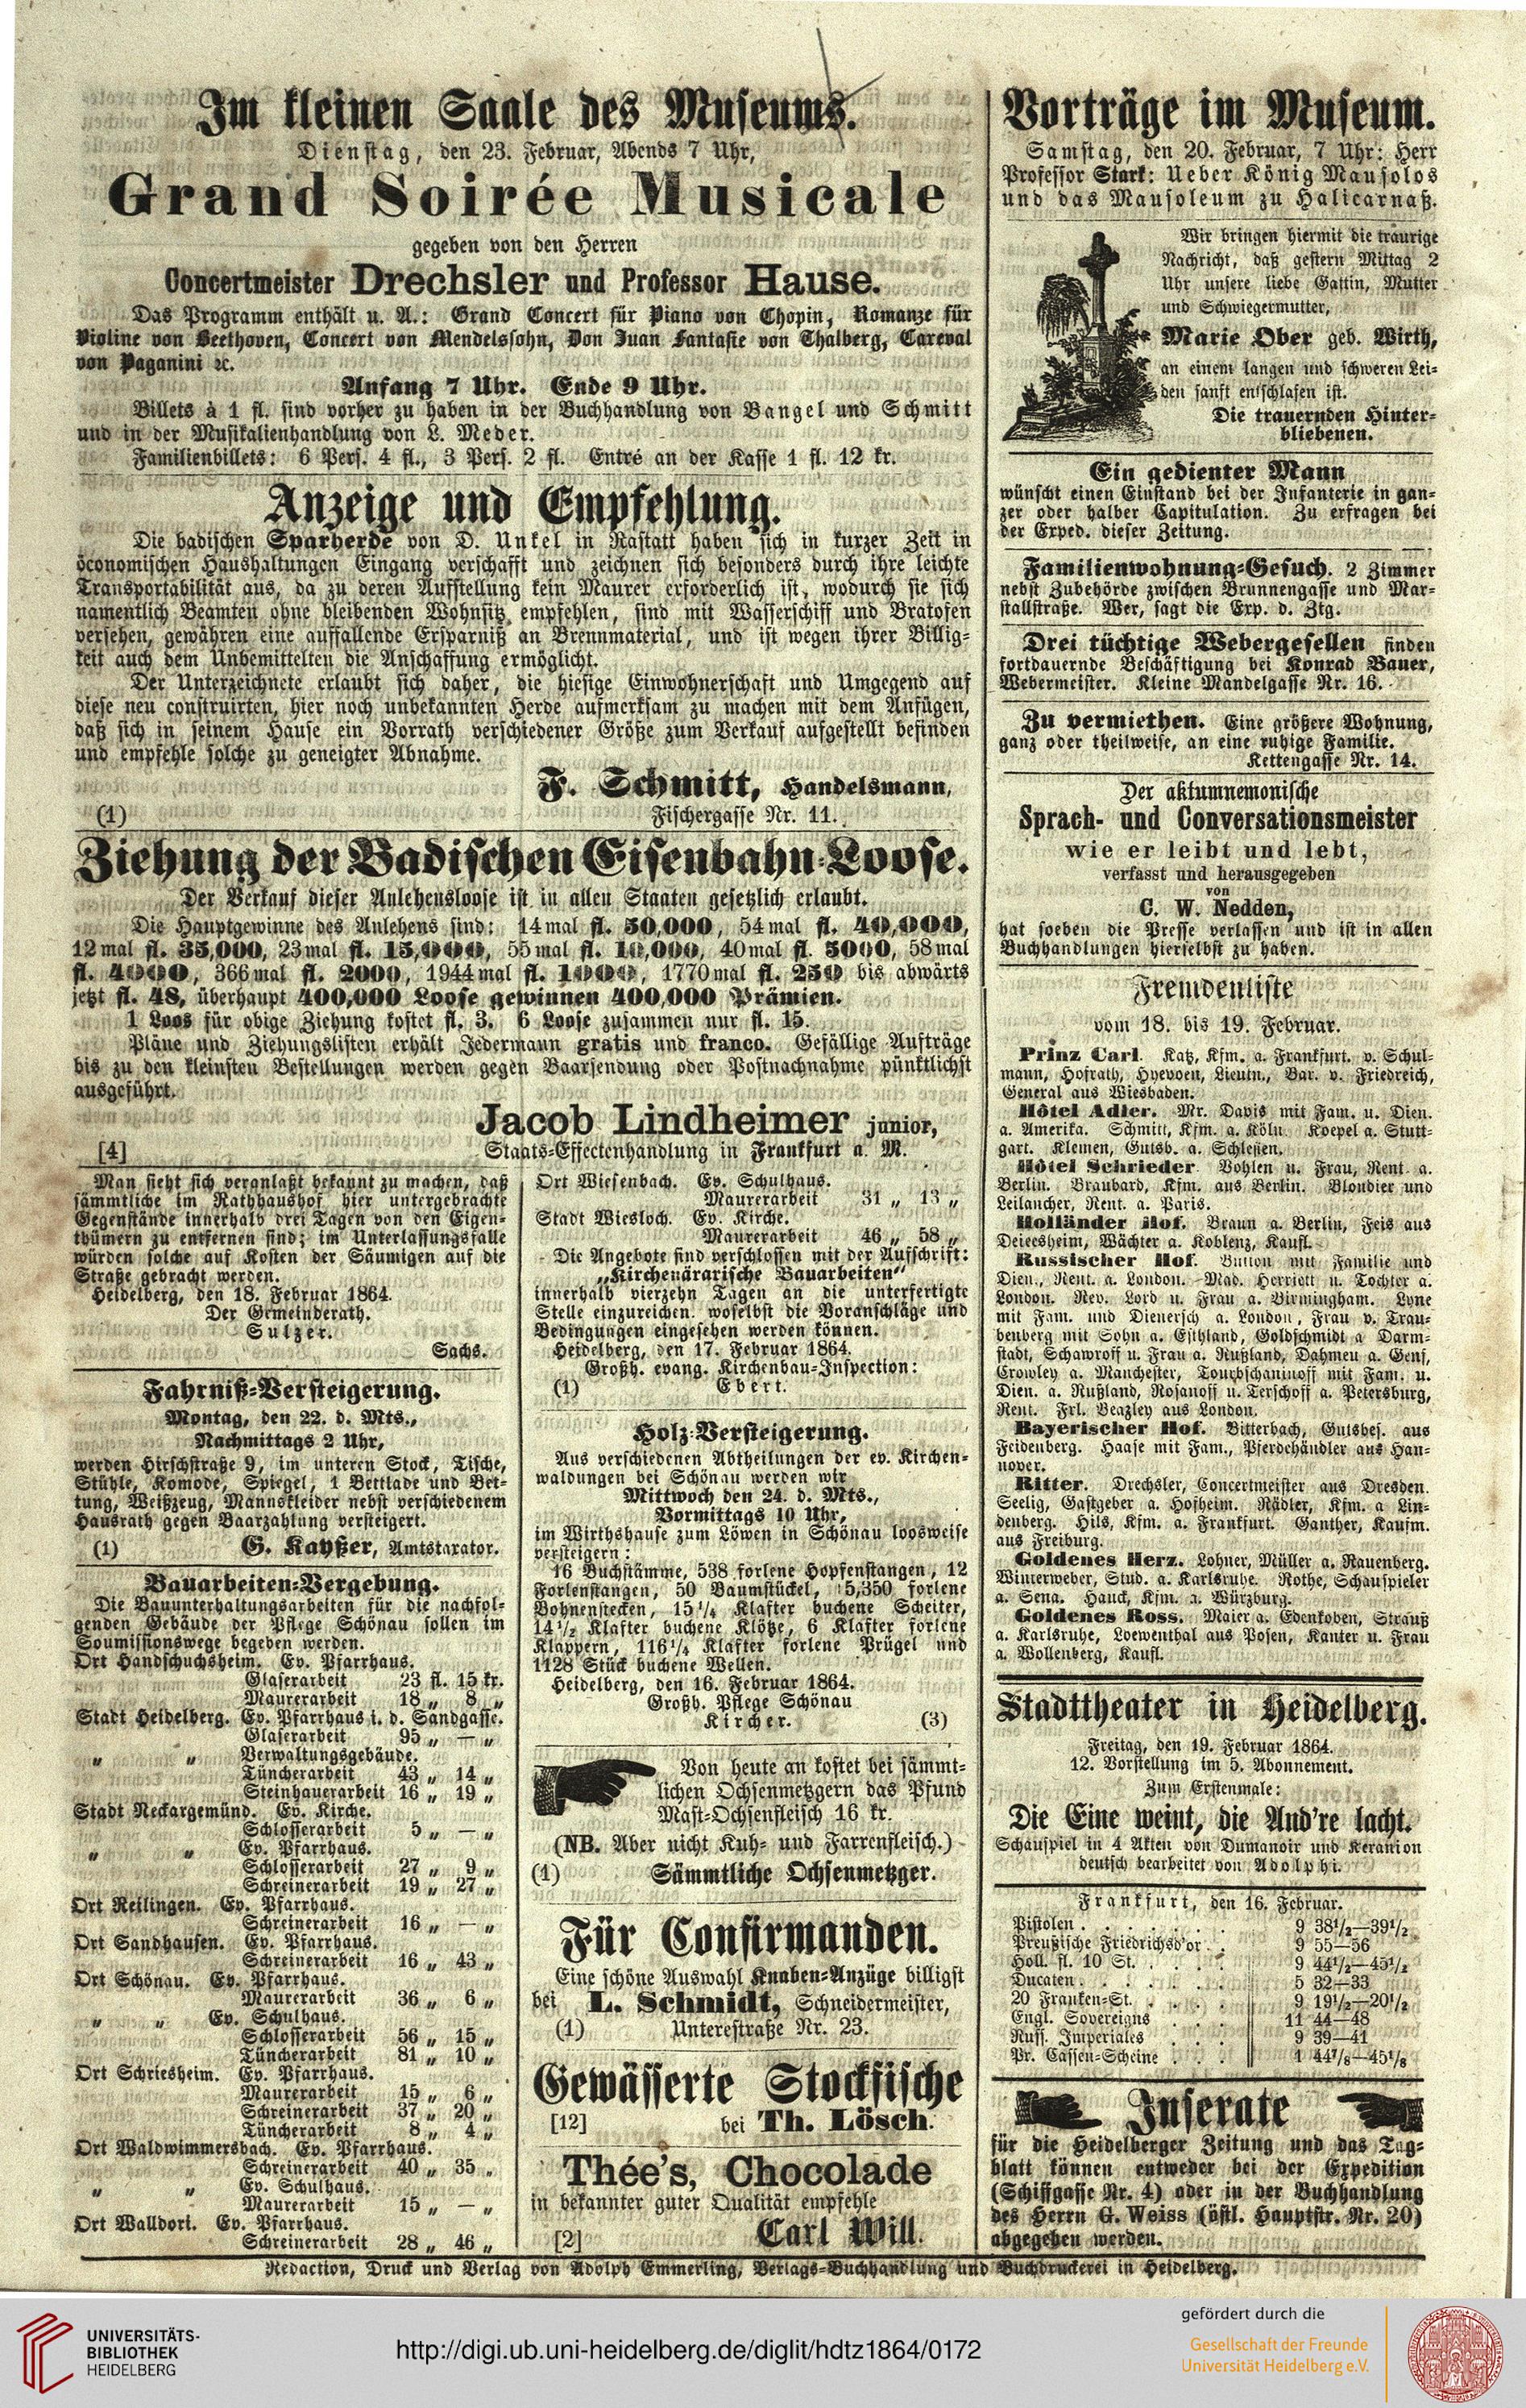 Im kleinen Saale des Museums.
Dienstag, den 23. Februar, Abends 7 Uhr,
Grand Soirée Musicale
gegeben von den Herren
Concertmeister Drechsler und Professor Hause.
Das Programm enthält u. A.: Grand Concert für Piano von Chopin, Romanze für
Violine von Beethoven, Concert von Mendelssohn, Don Juan Fantasie von Thalberg, Careval
von Paganini ꝛc.
Anfang 7 Uhr. Ende 9 Uhr.
Billets à 1 fl. sind vorher zu haben in der Buchhandlung von Bangel und Schmitt
und in der Musikalienhandlung von L. Meder.
Familienbillets: 6 Pers. 4 fl., 3 Pers. 2 fl. Entré an der Kasse 1 fl. 12 kr.
Anzeige und Empfehlung.
Die badischen Sparherde von D. Unkel in Rastatt haben sich in kurzer Zeit in
öconomischen Haushaltungen Eingang verschafft und zeichnen sich besonders durch ihre leichte
Transportabilität aus, da zu deren Aufstellung kein Maurer erforderlich ist, wodurch sie sich
namentlich Beamten ohne bleibenden Wohnsitz empfehlen, sind mit Wasserschiff und Bratofen
versehen, gewähren eine auffallende Ersparniß an Brennmaterial, und ist wegen ihrer Billig-
keit auch dem Unbemittelten die Anschaffung ermöglicht.
Der Unterzeichnete erlaubt sich daher, die hiesige Einwohnerschaft und Umgegend auf
diese neu construirten, hier noch unbekannten Herde aufmerksam zu machen mit dem Anfügen,
daß sich in seinem Hause ein Vorrath verschiedener Größe zum Verkauf aufgestellt befinden
und empfehle solche zu geneigter Abnahme.
F. Schmitt, Handelsmann,
(1) Fischergasse Nr. 11.
Ziehung der Badischen Eisenbahn-Loose.
Der Verkauf dieser Anlehensloose ist in allen Staaten gesetzlich erlaubt.
Die Hauptgewinne des Anlehens sind: 14mal fl. 50,000, 54mal fl. 40,000,
12mal fl. 35,000, 23mal fl. 15,000, 55mal fl. 10,000, 40mal fl. 5000, 58mal
fl. 4000, 366mal fl. 2000, 1944mal fl. 1000, 1770mal fl. 250 bis abwärts
jetzt fl. 48, überhaupt 400,000 Loose gewinnen 400,000 Prämien.
1 Loos für obige Ziehung kostet fl. 3. 6 Loose zusammen nur fl. 15.
Pläne und Ziehungslisten erhält Jedermann gratis und franco. Gefällige Aufträge
bis zu den kleinsten Bestellungen werden gegen Baarsendung oder Postnachnahme pünktlichst
ausgeführt.
Jacob Lindheimer junior,
[4] Staats-Effectenhandlung in Frankfurt a. M.
Man sieht sich veranlaßt bekannt zu machen, daß
sämmtliche im Rathhaushof hier untergebrachte
Gegenstände innerhalb drei Tagen von den Eigen-
thümern zu entfernen sind; im Unterlassungsfalle
würden solche auf Kosten der Säumigen auf die
Straße gebracht werden.
Heidelberg, den 18. Februar 1864.
Der Gemeinderath.
Sulzer.
Sachs.
Fahrniß-Versteigerung.
Montag, den 22. d. Mts.,
Nachmittags 2 Uhr,
werden Hirschstraße 9, im unteren Stock, Tische,
Stühle, Komode, Spiegel, 1 Bettlade und Bet-
tung, Weißzeug, Mannskleider nebst verschiedenem
Hausrath gegen Baarzahlung versteigert.
(1) G. Kayßer, Amtstaxator.
Bauarbeiten-Vergebung.
Die Bauunterhaltungsarbeiten für die nachfol-
genden Gebäude der Pflege Schönau sollen im
Soumissionswege begeben werden.
Ort Handschuchsheim. Ev. Pfarrhaus.
Glaserarbeit 23 fl. 15 kr.
Maurerarbeit 18 „ 8 „
Stadt Heidelberg. Ev. Pfarrhaus i. d. Sandgasse.
Glaserarbeit 95 „ — „
„ „ Verwaltungsgebäude.
Tüncherarbeit 43 „ 14 „
Steinhauerarbeit 16 „ 19 „
Stadt Neckargemünd. Ev. Kirche.
Schlosserarbeit 5 „ — „
„ „ Ev. Pfarrhaus.
Schlosserarbeit 27 „ 9 „
Schreinerarbeit 19 „ 27 „
Ort Reilingen. Ev. Pfarrhaus.
Schreinerarbeit 16 „ — „
Ort Sandhausen. Ev. Pfarrhaus.
Schreinerarbeit 16 „ 43 „
Ort Schönau. Ev. Pfarrhaus.
Maurerarbeit 36 „ 6 „
„ „ Ev. Schulhaus.
Schlosserarbeit 56 „ 15 „
Tüncherarbeit 81 „ 10 „
Ort Schriesheim. Ev. Pfarrhaus.
Maurerarbeit 15 „ 6 „
Schreinerarbeit 37 „ 20 „
Tüncherarbeit 8 „ 4 „
Ort Waldwimmersbach. Ev. Pfarrhaus.
Schreinerarbeit 40 „ 35 „
„ „ Ev. Schulhaus.
Maurerarbeit 15 „ — „
Ort Walldorf. Ev. Pfarrhaus.
Schreinerarbeit 28 „ 46 „
Ort Wiesenbach. Ev. Schulhaus.
Maurerarbeit 31 „ 13 „
Stadt Wiesloch. Ev. Kirche.
Maurerarbeit 46 „ 58 „
Die Angebote sind verschlossen mit der Aufschrift:
„Kirchenärarische Bauarbeiten“
innerhalb vierzehn Tagen an die unterfertigte
Stelle einzureichen, woselbst die Voranschläge und
Bedingungen eingesehen werden können.
Heidelberg, den 17. Februar 1864.
Großh. evang. Kirchenbau-Inspection:
(1) Ebert.
Holz-Versteigerung.
Aus verschiedenen Abtheilungen der ev. Kirchen-
waldungen bei Schönau werden wir
Mittwoch den 24. d. Mts.,
Vormittags 10 Uhr,
im Wirthshause zum Löwen in Schönau loosweise
versteigern:
16 Buchstämme, 538 forlene Hopfenstangen, 12
Forlenstangen, 50 Baumstückel, 15,350 forlene
Bohnenstecken, 15 1/4 Klafter buchene Scheiter,
14 1/2 Klafter buchene Klötze, 6 Klafter forlene
Klappern, 116 1/4 Klafter forlene Prügel und
1128 Stück buchene Wellen.
Heidelberg, den 16. Februar 1864.
Großh. Pflege Schönau
Kircher. (3)
Von heute an kostet bei sämmt-
lichen Ochsenmetzgern das Pfund
Mast-Ochsenfleisch 16 kr.
(NB. Aber nicht Kuh- und Farrenfleisch.)
(1) Sämmtliche Ochsenmetzger.
Für Confirmanden.
Eine schöne Auswahl Knaben-Anzüge billigst
bei L. Schmidt, Schneidermeister,
(1) Unterestraße Nr. 23.
Gewässerte Stockfische
[12] bei Th. Lösch.
Thée's, Chocolade
in bekannter guter Qualität empfehle
[2] Carl Will.
Vorträge im Museum.
Samstag, den 20. Februar, 7 Uhr: Herr
Professor Stark: Ueber König Mausolos
und das Mausoleum zu Halicarnaß.
Wir bringen hiermit die traurige
Nachricht, daß gestern Mittag 2
Uhr unsere liebe Gattin, Mutter
und Schwiegermutter,
Marie Ober geb. Wirth,
an einem langen und schweren Lei-
den sanft entschlafen ist.
Die trauernden Hinter-
bliebenen.
Ein gedienter Mann
wünscht einen Einstand bei der Infanterie in gan-
zer oder halber Capitulation. Zu erfragen bei
der Exped. dieser Zeitung.
Familienwohnung-Gesuch. 2 Zimmer
nebst Zubehörde zwischen Brunnengasse und Mar-
stallstraße. Wer, sagt die Exp. d. Ztg.
Drei tüchtige Webergesellen finden
fortdauernde Beschäftigung bei Konrad Bauer,
Webermeister. Kleine Mandelgasse Nr. 16.
Zu vermiethen. Eine größere Wohnung,
ganz oder theilweise, an eine ruhige Familie.
Kettengasse Nr. 14.
Der aktumnemonische
Sprach- und Conversationsmeister
wie er leibt und lebt,
verfasst und herausgegeben
von
C. W. Nedden,
hat soeben die Presse verlassen und ist in allen
Buchhandlungen hierselbst zu haben.
Fremdenliste
vom 18. bis 19. Februar.
Prinz Carl. Katz, Kfm. a. Frankfurt. v. Schul-
mann, Hofrath, Hyevoen, Lieutn., Bar. v. Friedreich,
General aus Wiesbaden.
Hôtel Adler. Mr. Davis mit Fam. u. Dien.
a. Amerika. Schmitt, Kfm. a. Köln. Koepel a. Stutt-
gart. Klemen, Gutsb. a. Schlesien.
Hôtel Schrieder. Bohlen u. Frau, Rent. a.
Berlin. Braubard, Kfm. aus Berlin. Blondier und
Leilancher, Rent. a. Paris.
Holländer Hof. Braun a. Berlin, Feis aus
Deieesheim, Wächter a. Koblenz, Kaufl.
Russischer Hof. Button mit Familie und
Dien., Rent. a. London. Mad. Herriott u. Tochter a.
London. Rev. Lord u. Frau a. Birmingham. Lyne
mit Fam. und Dienersch a. London, Frau v. Trau-
benberg mit Sohn a. Esthland, Goldschmidt a Darm-
stadt, Schawroff u. Frau a. Rußland, Dahmen a. Genf,
Crowley a. Manchester, Tourbschaninoff mit Fam. u.
Dien. a. Rußland, Rosanoff u. Terschoff a. Petersburg,
Rent. Frl. Beazley aus London.
Bayerischer Hof. Bitterbach, Gutsbes. aus
Feidenberg. Haase mit Fam., Pferdehändler aus Han-
nover.
Ritter. Drechsler, Concertmeister aus Dresden.
Seelig, Gastgeber a. Hofheim. Rädler, Kfm. a Lin-
denberg. Hils, Kfm. a. Frankfurt. Ganther, Kaufm.
aus Freiburg.
Goldenes Herz. Lohner, Müller a. Rauenberg.
Winterweber, Stud. a. Karlsruhe. Rothe, Schauspieler
a. Sena. Hauck, Kfm. a. Würzburg.
Goldenes Ross. Maier a. Edenkoben, Strauß
a. Karlsruhe, Loewenthal aus Posen, Kanter u. Frau
a. Wollenberg, Kaufl.
Stadttheater in Heidelberg.
Freitag, den 19. Februar 1864.
12. Vorstellung im 5. Abonnement.
Zum Erstenmale:
Die Eine weint, die And're lacht.
Schauspiel in 4 Akten von Dumanoir und Keranion
deutsch bearbeitet von Adolphi.
Frankfurt, den 16. Februar.
Pistolen . . . 9 38 1/2—39 1/2
Preußische Friedrichsd'or . . 9 55—56
Holl. fl. 10 St. . . . 9 44 1/2—45 1/2
Ducaten . . . 5 32—33
20 Franken-St. . . . 9 19 1/2—20 1/2
Engl. Sovereigns . . . 11 44—48
Russ. Imperiales . . . 9 39—41
Pr. Cassen-Scheine . . . 1 44 7/8—45 1/8
Inserate
für die Heidelberger Zeitung und das Tag-
blatt können entweder bei der Expedition
(Schiffgasse Nr. 4) oder in der Buchhandlung
des Herrn G. Weiss (östl. Hauptstr. Nr. 20)
abgegeben werden.
Redaction, Druck und Verlag von Adolph Emmerling, Verlags-Buchhandlung und Buchdruckerei in Heidelberg.
UNIVERSITÄTS-
BIBLIOTHEK
HEIDELBERG
http://digi.ub.uni-heidelberg.de/diglit/hdtz1864/0172
gefördert durch die
Gesellschaft der Freunde
Universität Heidelberg e.V.